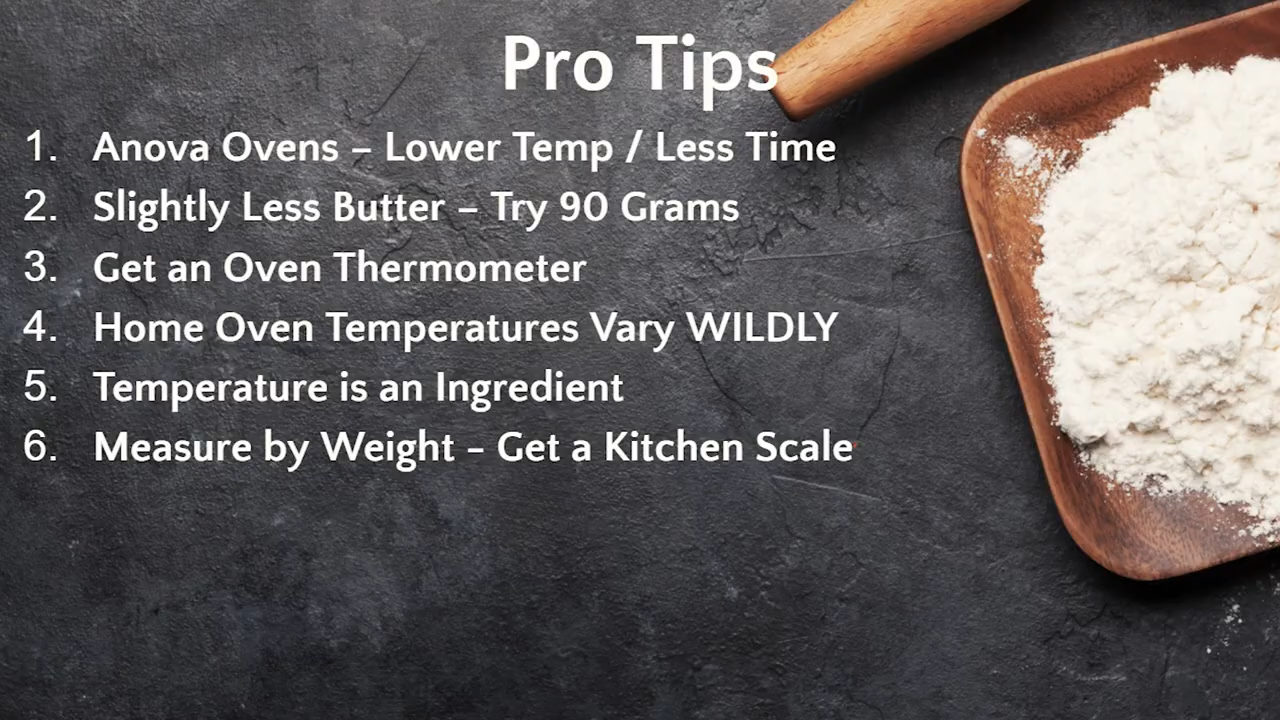 Pro Tips
1. Anova Ovens – Lower Temp / Less Time
2. Slightly Less Butter – Try 90 Grams
3. Get an Oven Thermometer
4. Home Oven Temperatures Vary WILDLY
5. Temperature is an Ingredient
6. Measure by Weight – Get a Kitchen Scale